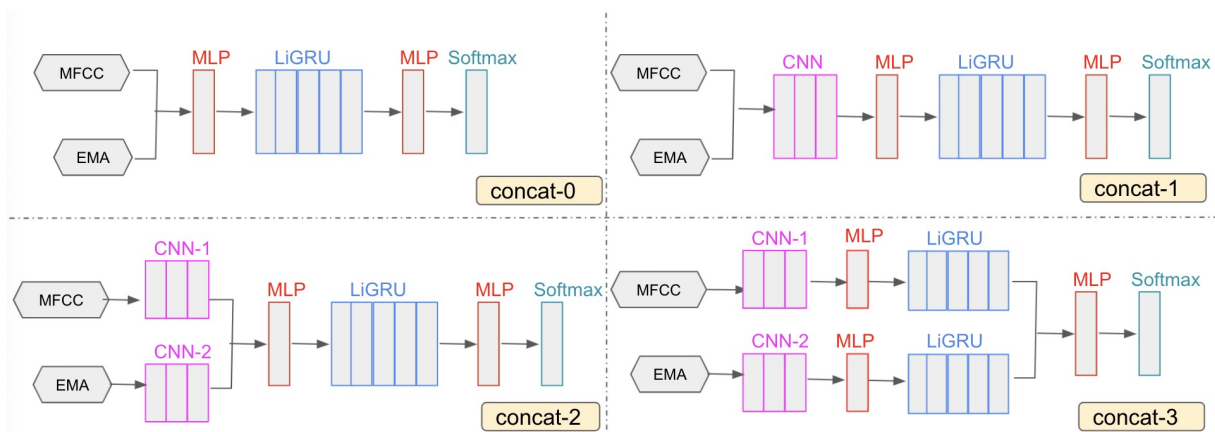 MFCC
EMA
MLP
LiGRU
MLP
Softmax
concat-0
MFCC
EMA
CNN
MLP
LiGRU
MLP
Softmax
concat-1
MFCC
EMA
CNN-1
CNN-2
MLP
LiGRU
MLP
Softmax
concat-2
MFCC
EMA
CNN-1
MLP
LiGRU
CNN-2
MLP
LiGRU
MLP
Softmax
concat-3